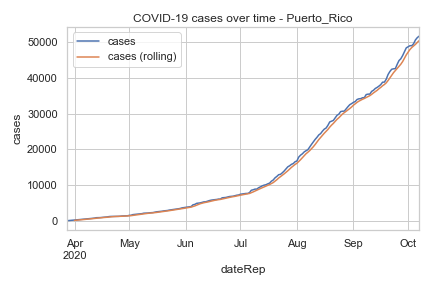 COVID-19 cases over time - Puerto_Rico
cases
cases (rolling)
50000
40000
30000
20000
10000
0
cases
Apr
2020
May
Jun
Jul
Aug
Sep
Oct
dateRep